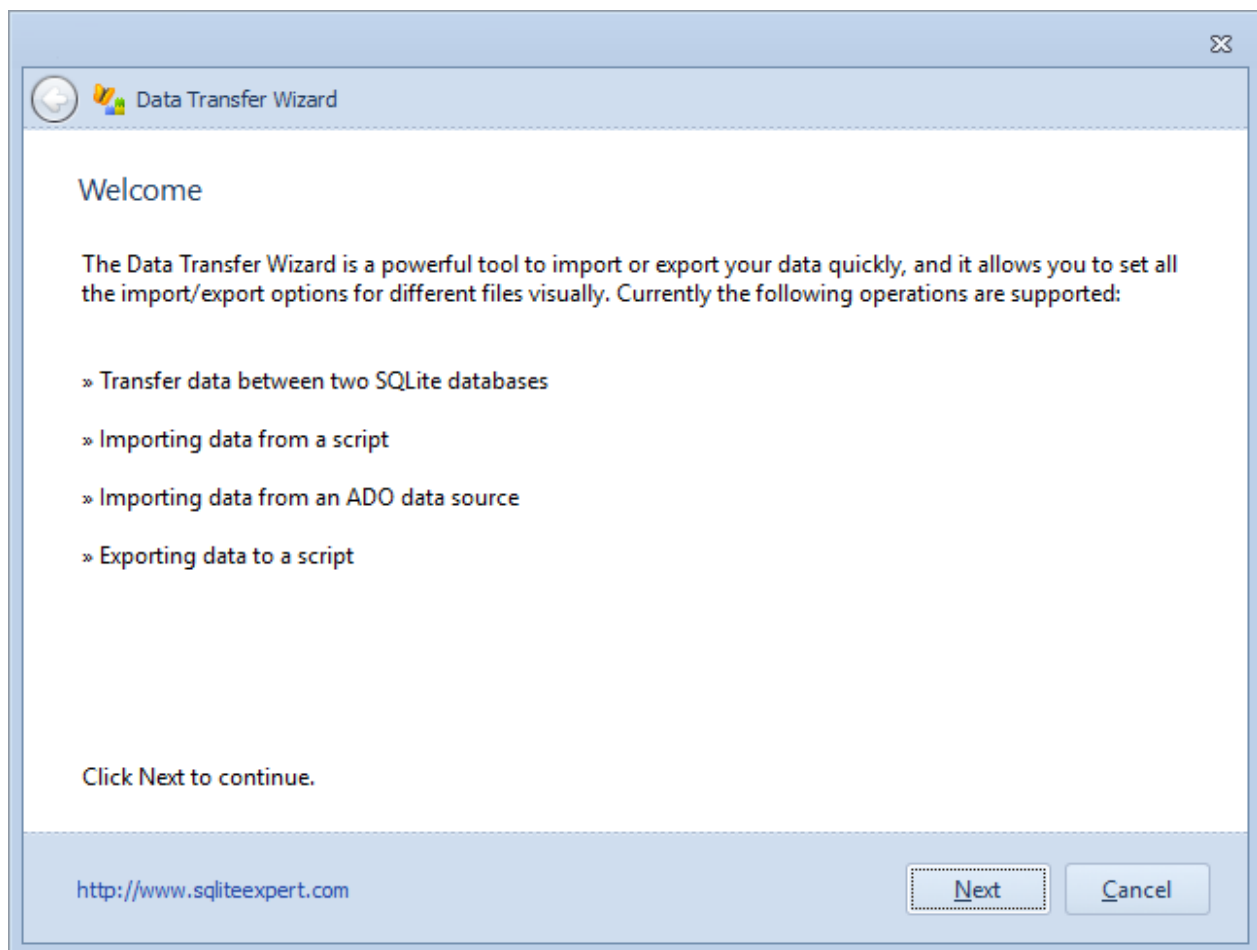 Data Transfer Wizard
Welcome
The Data Transfer Wizard is a powerful tool to import or export your data quickly, and it allows you to set all
the import/export options for different files visually. Currently the following operations are supported:
» Transfer data between two SQLite databases
» Importing data from a script
» Importing data from an ADO data source
» Exporting data to a script
Click Next to continue.
http://www.sqliteexpert.com
Next
Cancel